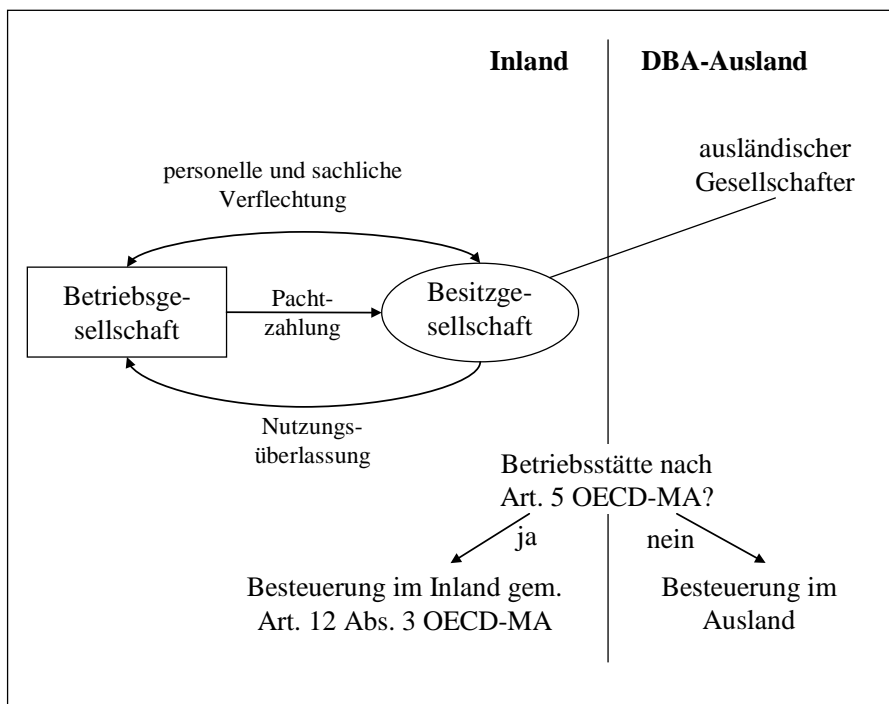 Inland
DBA-Ausland
ausländischer
Gesellschafter
personelle und sachliche
Verflechtung
Betriebsge-
sellschaft
Pacht-
zahlung
Besitzge-
sellschaft
Nutzungs-
überlassung
Betriebsstätte nach
Art. 5 OECD-MA?
ja
nein
Besteuerung im Inland gem.
Art. 12 Abs. 3 OECD-MA
Besteuerung im
Ausland